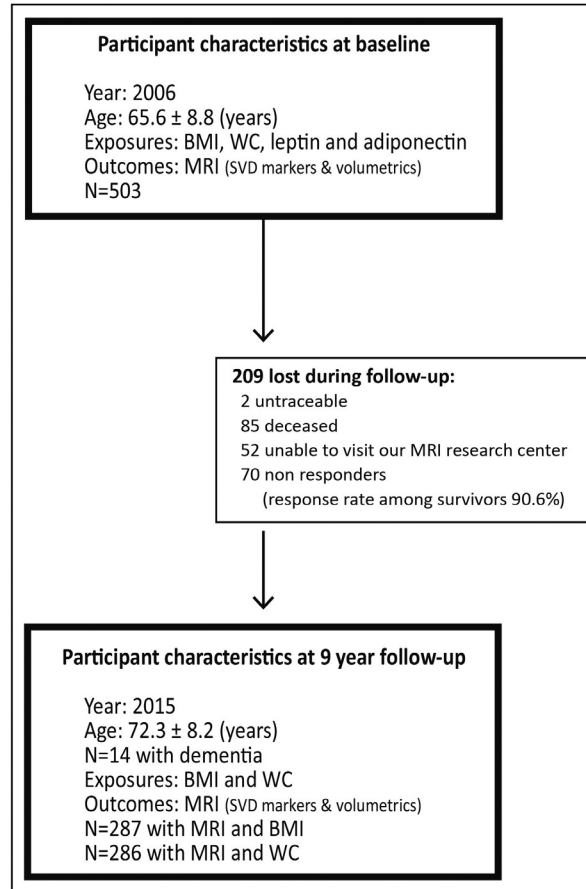 Participant characteristics at baseline
Year: 2006
Age: 65.6 ± 8.8 (years)
Exposures: BMI, WC, leptin and adiponectin
Outcomes: MRI (SVD markers & volumetrics)
N=503
209 lost during follow-up:
2 untraceable
85 deceased
52 unable to visit our MRI research center
70 non responders
(response rate among survivors 90.6%)
Participant characteristics at 9 year follow-up
Year: 2015
Age: 72.3 ± 8.2 (years)
N=14 with dementia
Exposures: BMI and WC
Outcomes: MRI (SVD markers & volumetrics)
N=287 with MRI and BMI
N=286 with MRI and WC